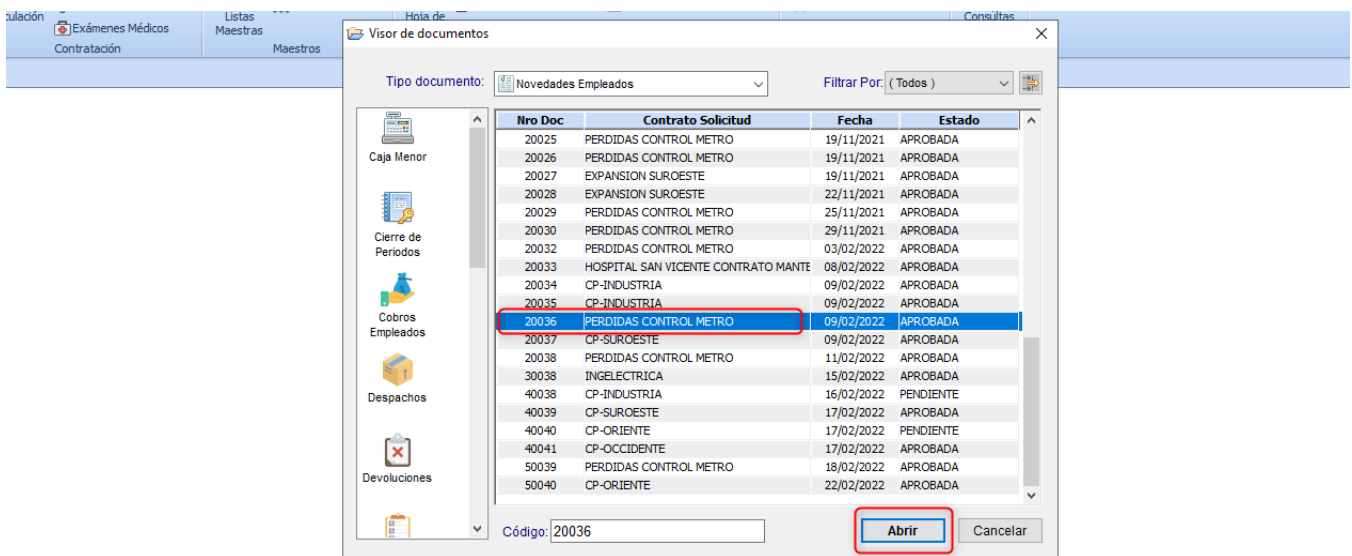 Listas
Hoja de
Consultas
Exámenes Médicos
Maestras
Contratación
Maestros
Visor de documentos
Tipo documento:
Novedades Empleados
Filtrar Por:
( Todos )
Caja Menor
Cierre de
Periodos
Cobros
Empleados
Despachos
Devoluciones
Nro Doc Contrato Solicitud Fecha Estado
20025 PERDIDAS CONTROL METRO 19/11/2021 APROBADA
20026 PERDIDAS CONTROL METRO 19/11/2021 APROBADA
20027 EXPANSION SUROESTE 19/11/2021 APROBADA
20028 EXPANSION SUROESTE 22/11/2021 APROBADA
20029 PERDIDAS CONTROL METRO 25/11/2021 APROBADA
20030 PERDIDAS CONTROL METRO 29/11/2021 APROBADA
20032 PERDIDAS CONTROL METRO 03/02/2022 APROBADA
20033 HOSPITAL SAN VICENTE CONTRATO MANTE 08/02/2022 APROBADA
20034 CP-INDUSTRIA 09/02/2022 APROBADA
20035 CP-INDUSTRIA 09/02/2022 APROBADA
20036 PERDIDAS CONTROL METRO 09/02/2022 APROBADA
20037 CP-SUROESTE 09/02/2022 APROBADA
20038 PERDIDAS CONTROL METRO 11/02/2022 APROBADA
30038 INGELECTRICA 15/02/2022 APROBADA
40038 CP-INDUSTRIA 16/02/2022 PENDIENTE
40039 CP-SUROESTE 17/02/2022 APROBADA
40040 CP-ORIENTE 17/02/2022 PENDIENTE
40041 CP-OCCIDENTE 17/02/2022 APROBADA
50039 PERDIDAS CONTROL METRO 18/02/2022 APROBADA
50040 CP-ORIENTE 22/02/2022 APROBADA
Código: 20036
Abrir
Cancelar